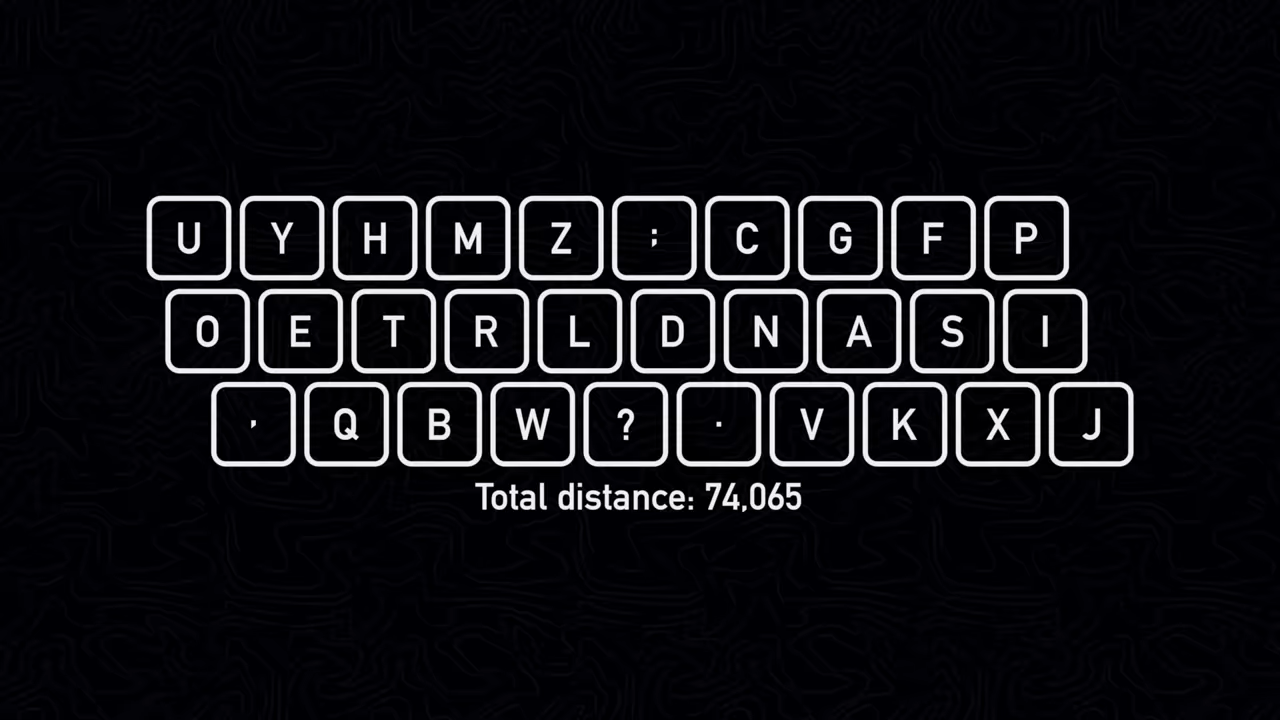 U Y H M Z ; C G F P
O E T R L D N A S I
, Q B W ? . V K X J
Total distance: 74,065